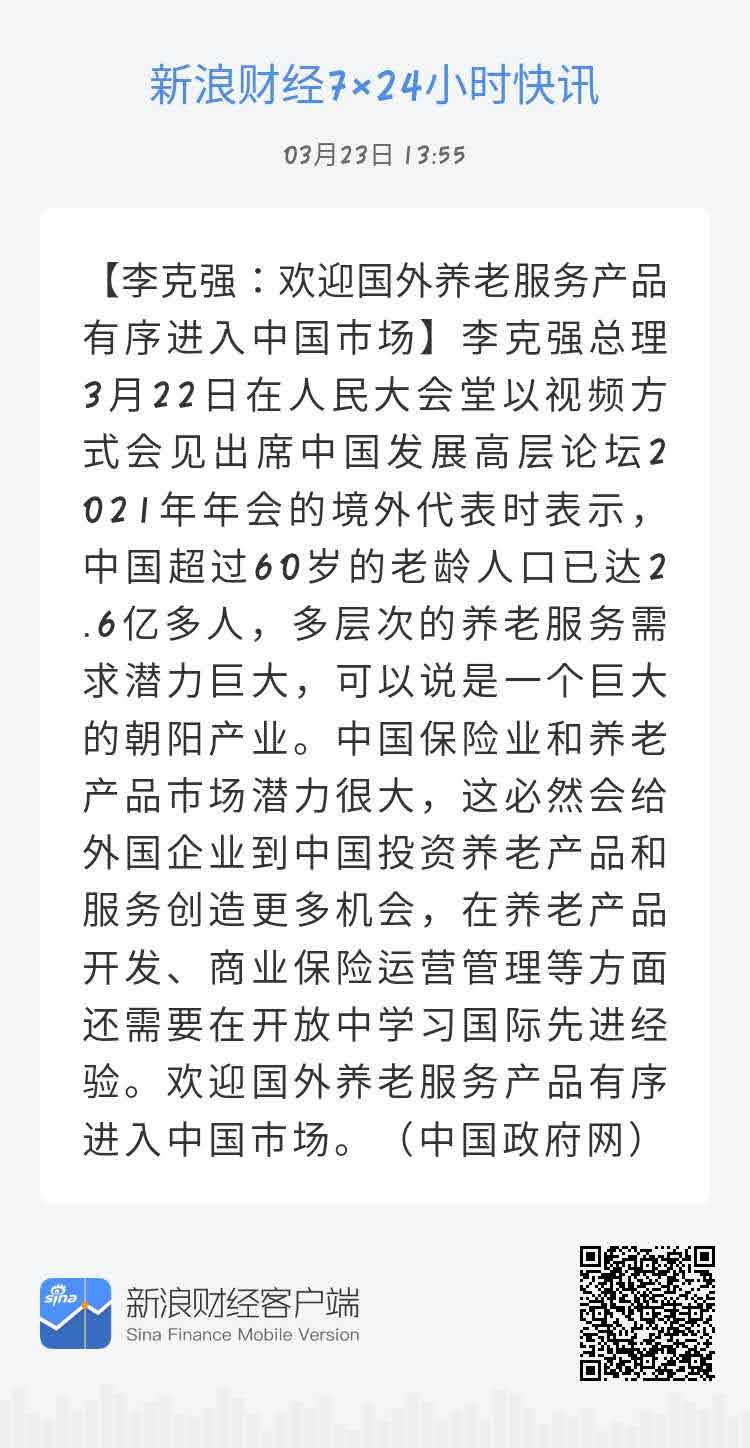 新浪财经7×24小时快讯
03月23日 13:55
【李克强：欢迎国外养老服务产品
有序进入中国市场】李克强总理
3月22日在人民大会堂以视频方
式会见出席中国发展高层论坛2
021年年会的境外代表时表示，
中国超过60岁的老龄人口已达2
.6亿多人，多层次的养老服务需
求潜力巨大，可以说是一个巨大
的朝阳产业。中国保险业和养老
产品市场潜力很大，这必然会给
外国企业到中国投资养老产品和
服务创造更多机会，在养老产品
开发、商业保险运营管理等方面
还需要在开放中学习国际先进经
验。欢迎国外养老服务产品有序
进入中国市场。（中国政府网）
sina
新浪财经客户端
Sina Finance Mobile Version